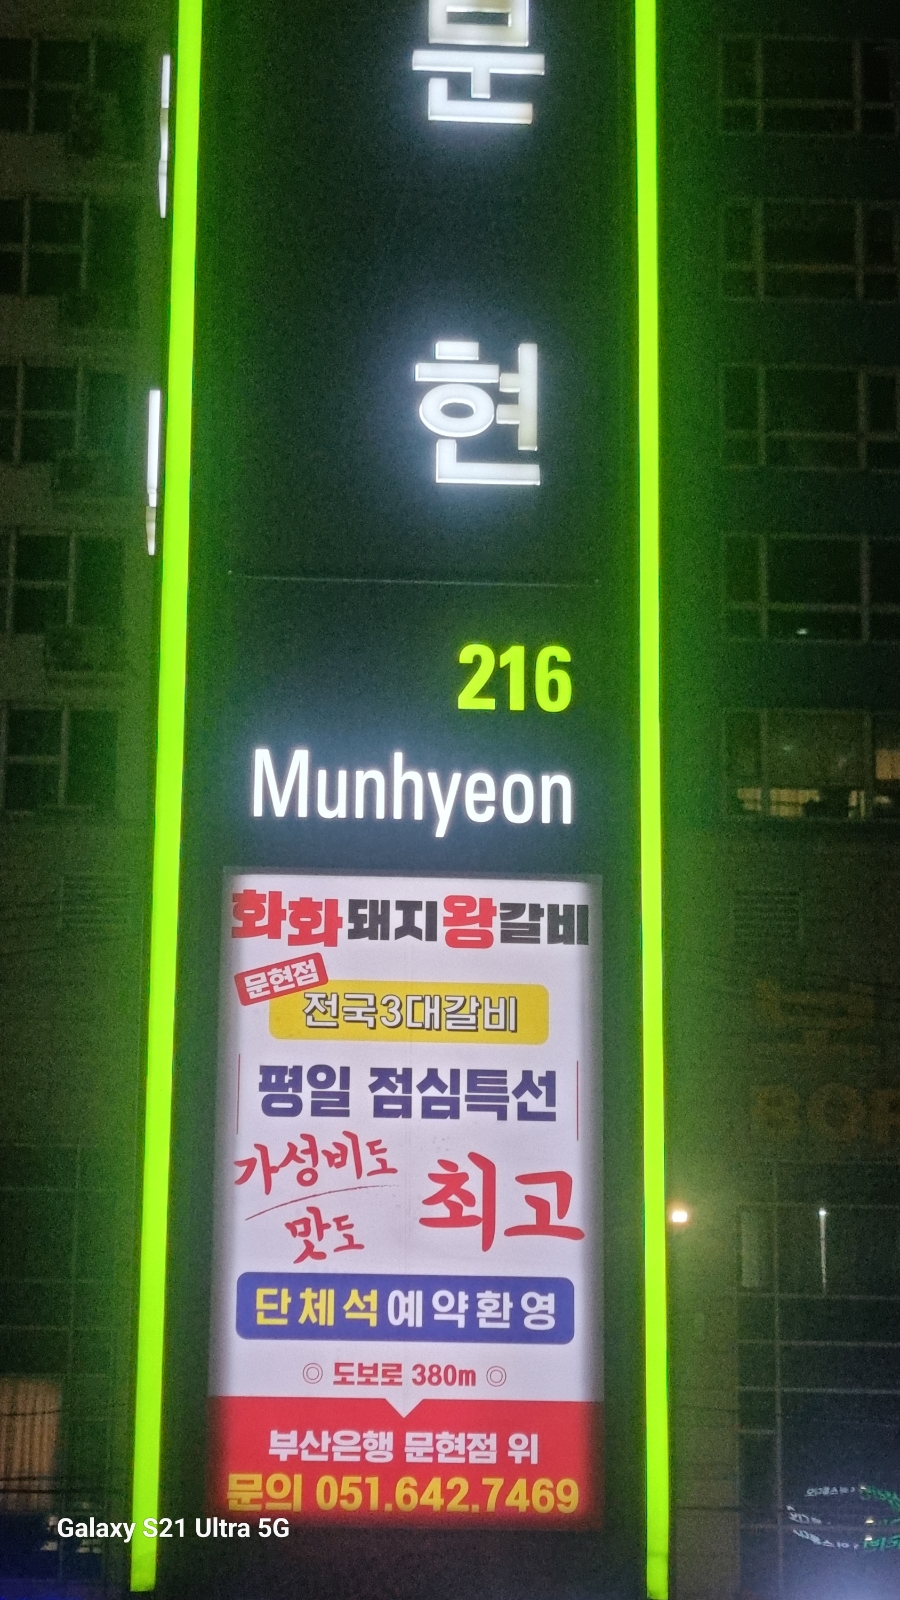 문
현
216
Munhyeon
화화돼지왕갈비
문현점
전국3대갈비
평일 점심특선
가성비도
맛도
최고
단체석예약환영
◎ 도보로 380m ◎
부산은행 문현점 위
문의 051.642.7469
Galaxy S21 Ultra 5G